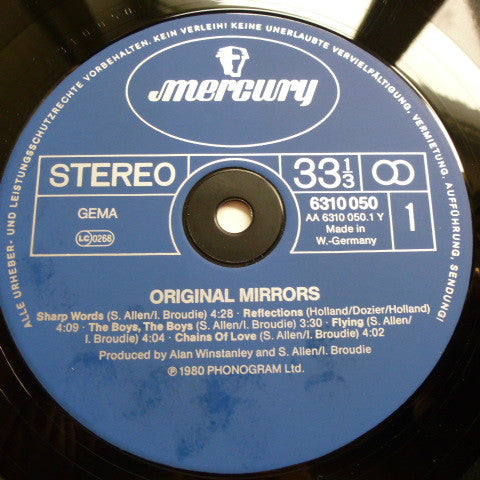 ALLE URHEBER- UND LEISTUNGSSCHUTZRECHTE VORBEHALTEN. KEIN VERLEIH! KEINE UNERLAUBTE VERVIELFÄLTIGUNG, VERMIETUNG, AUFFÜHRUNG, SENDUNG!
mercury
STEREO
33 1/3
GEMA
LC 0268
6310 050
AA 6310 050.1 Y
Made in
W.-Germany
1
ORIGINAL MIRRORS
Sharp Words (S. Allen/I. Broudie) 4:28 · Reflections (Holland/Dozier/Holland)
4:09 · The Boys, The Boys (S. Allen/I. Broudie) 3:30 · Flying (S. Allen/
I. Broudie) 4:04 · Chains Of Love (S. Allen/I. Broudie) 4:02
Produced by Alan Winstanley and S. Allen/I. Broudie
℗ 1980 PHONOGRAM Ltd.